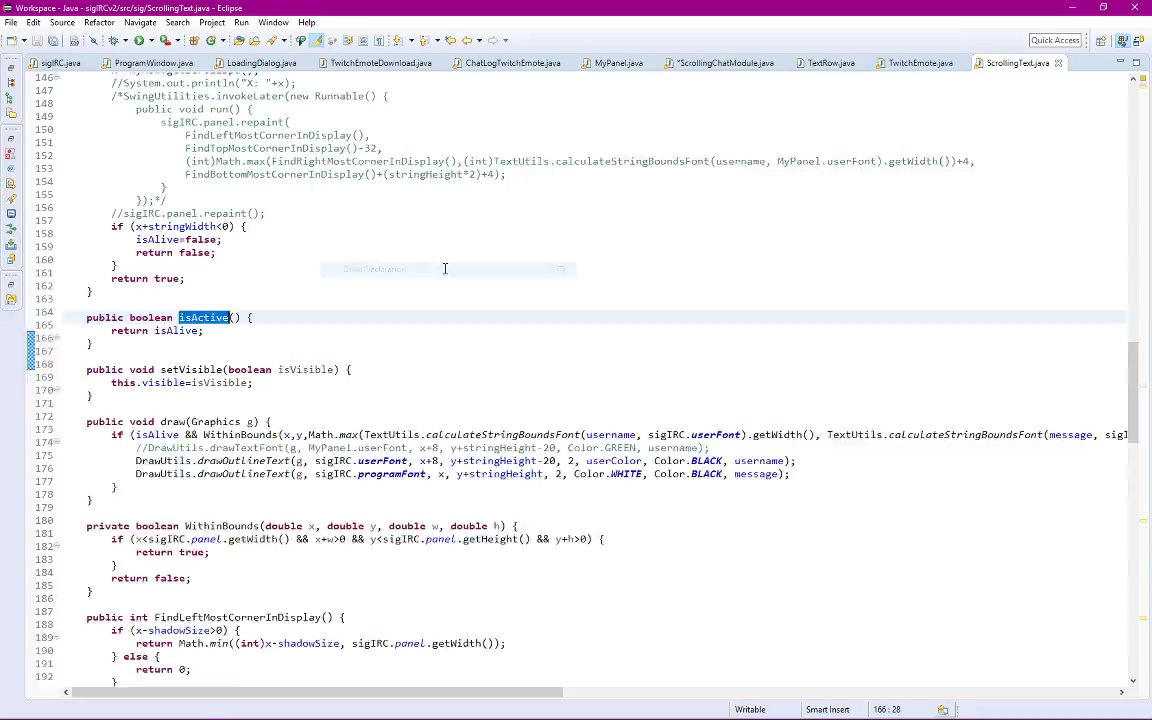 Workspace - Java - sigIRCv2/src/sig/ScrollingText.java - Eclipse
File Edit Source Refactor Navigate Search Project Run Window Help
Quick Access
sigIRC.java ProgramWindow.java LoadingDialog.java TwitchEmoteDownload.java ChatLogTwitchEmote.java MyPanel.java *ScrollingChatModule.java TextRow.java TwitchEmote.java ScrollingText.java
146
147 //System.out.println("X: "+x);
148 /*SwingUtilities.invokeLater(new Runnable() {
149 public void run() {
150 sigIRC.panel.repaint(
151 FindLeftMostCornerInDisplay(),
152 FindTopMostCornerInDisplay()-32,
153 (int)Math.max(FindRightMostCornerInDisplay(),(int)TextUtils.calculateStringBoundsFont(username, MyPanel.userFont).getWidth())+4,
154 FindBottomMostCornerInDisplay()+(stringHeight*2)+4);
155 }
156 });*/
157 //sigIRC.panel.repaint();
158 if (x+stringWidth<0) {
159 isAlive=false;
160 return false;
161 }
162 return true;
163 }
164
165 public boolean isActive() {
166 return isAlive;
167 }
168
169 public void setVisible(boolean isVisible) {
170 this.visible=isVisible;
171 }
172
173 public void draw(Graphics g) {
174 if (isAlive && WithinBounds(x,y,Math.max(TextUtils.calculateStringBoundsFont(username, sigIRC.userFont).getWidth(), TextUtils.calculateStringBoundsFont(message, sigI
175 //DrawUtils.drawTextFont(g, MyPanel.userFont, x+8, y+stringHeight-20, Color.GREEN, username);
176 DrawUtils.drawOutlineText(g, sigIRC.userFont, x+8, y+stringHeight-20, 2, userColor, Color.BLACK, username);
177 DrawUtils.drawOutlineText(g, sigIRC.programFont, x, y+stringHeight, 2, Color.WHITE, Color.BLACK, message);
178 }
179 }
180
181 private boolean WithinBounds(double x, double y, double w, double h) {
182 if (x<sigIRC.panel.getWidth() && x+w>0 && y<sigIRC.panel.getHeight() && y+h>0) {
183 return true;
184 }
185 return false;
186 }
187
188 public int FindLeftMostCornerInDisplay() {
189 if (x-shadowSize>0) {
190 return Math.min((int)x-shadowSize, sigIRC.panel.getWidth());
191 } else {
192 return 0;
}
Writable Smart Insert 166 : 28